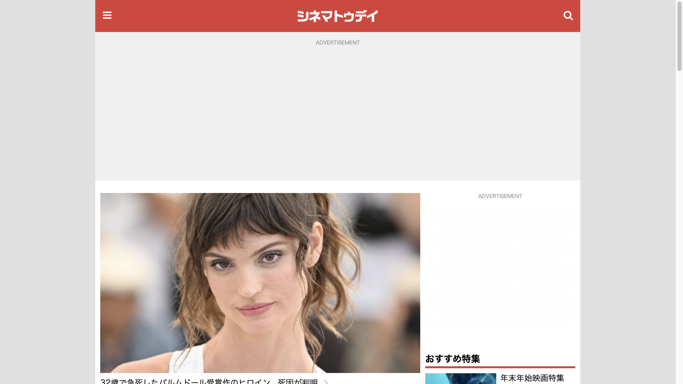 シネマトゥデイ
ADVERTISEMENT
ADVERTISEMENT
32歳で急死したパルムドール受賞作のヒロイン、死因が判明
おすすめ特集
年末年始映画特集